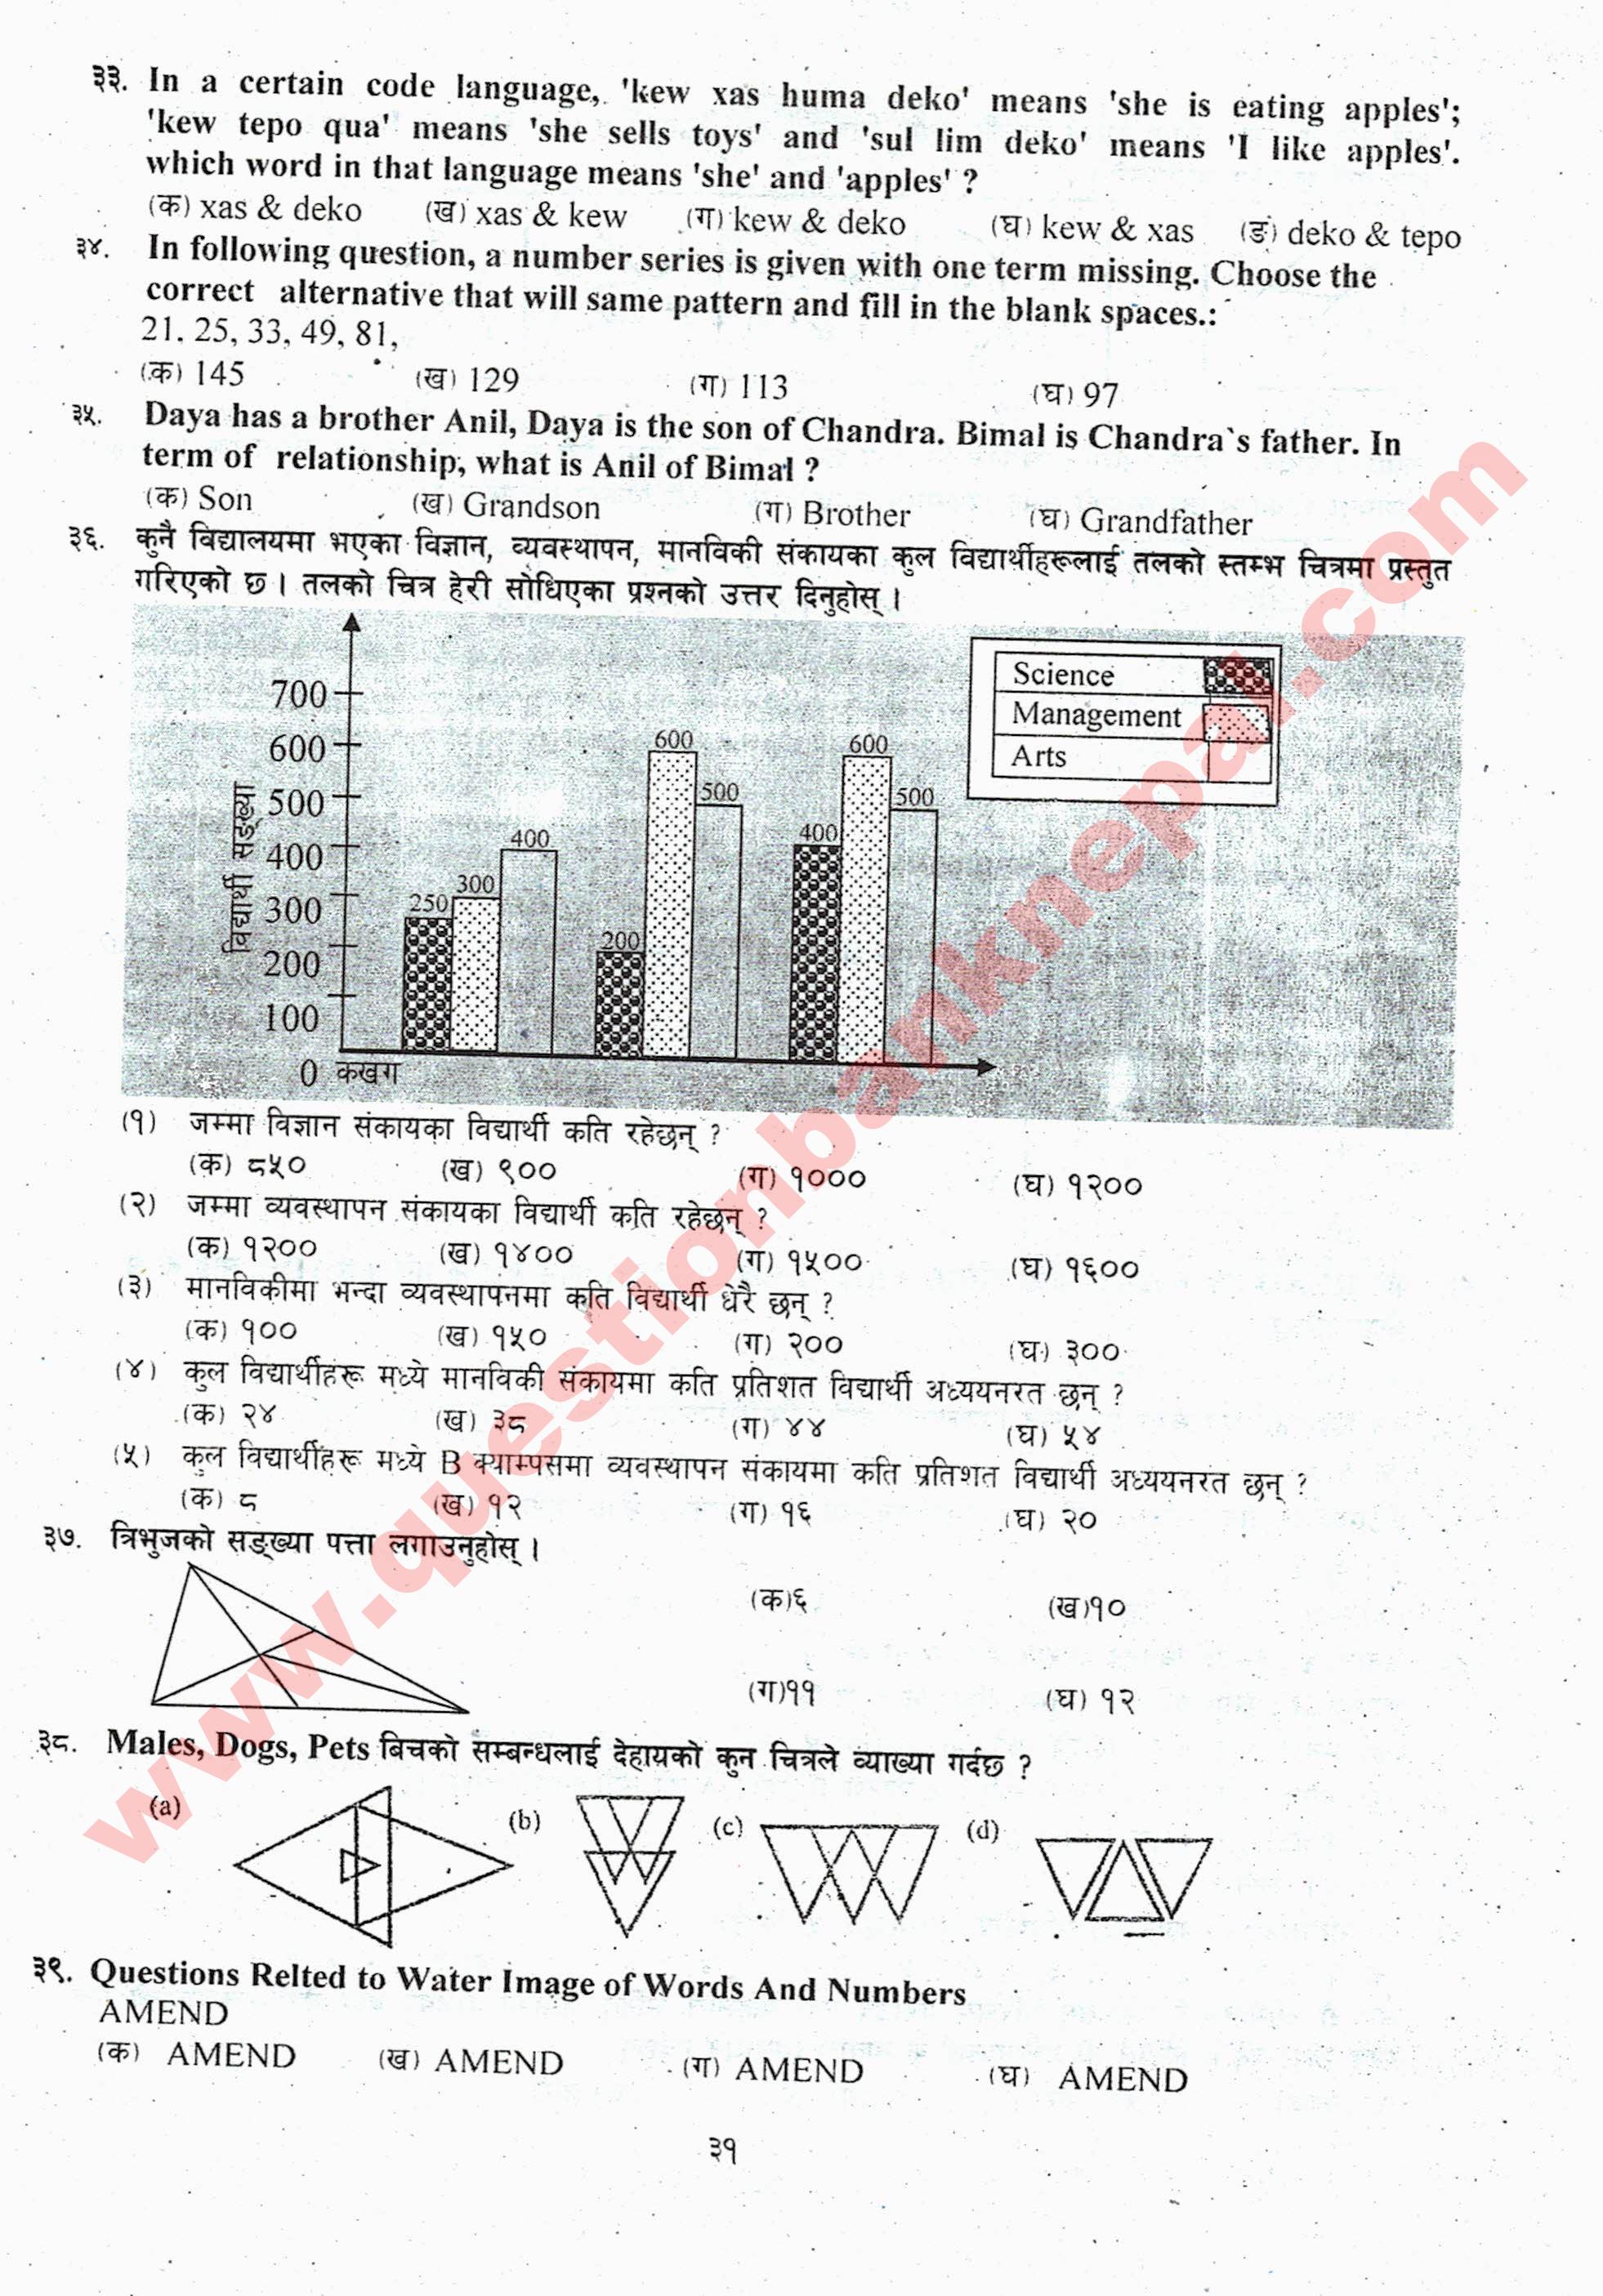 ३३. In a certain code language, 'kew xas huma deko' means 'she is eating apples';
'kew tepo qua' means 'she sells toys' and 'sul lim deko' means 'I like apples'.
which word in that language means 'she' and 'apples' ?
(क) xas & deko (ख) xas & kew (ग) kew & deko (घ) kew & xas (ङ) deko & tepo
३४. In following question, a number series is given with one term missing. Choose the
correct alternative that will same pattern and fill in the blank spaces.:
21, 25, 33, 49, 81,
(क) 145 (ख) 129 (ग) 113 (घ) 97
३५. Daya has a brother Anil, Daya is the son of Chandra. Bimal is Chandra`s father. In
term of relationship, what is Anil of Bimal ?
(क) Son (ख) Grandson (ग) Brother (घ) Grandfather
३६. कुनै विद्यालयमा भएका विज्ञान, व्यवस्थापन, मानविकी संकायका कुल विद्यार्थीहरूलाई तलको स्तम्भ चित्रमा प्रस्तुत
गरिएको छ । तलको चित्र हेरी सोधिएका प्रश्नको उत्तर दिनुहोस् ।
विद्यार्थी सङ्ख्या
700
600
500
400
300
200
100
0 कखग
250 300 400
200 600 500
400 600 500
Science
Management
Arts
(१) जम्मा विज्ञान संकायका विद्यार्थी कति रहेछन् ?
(क) ८५० (ख) ९०० (ग) १००० (घ) १२००
(२) जम्मा व्यवस्थापन संकायका विद्यार्थी कति रहेछन् ?
(क) १२०० (ख) १४०० (ग) १५०० (घ) १६००
(३) मानविकीमा भन्दा व्यवस्थापनमा कति विद्यार्थी धेरै छन् ?
(क) १०० (ख) १५० (ग) २०० (घ) ३००
(४) कुल विद्यार्थीहरू मध्ये मानविकी संकायमा कति प्रतिशत विद्यार्थी अध्ययनरत छन् ?
(क) २४ (ख) ३८ (ग) ४४ (घ) ५४
(५) कुल विद्यार्थीहरू मध्ये B क्याम्पसमा व्यवस्थापन संकायमा कति प्रतिशत विद्यार्थी अध्ययनरत छन् ?
(क) ८ (ख) १२ (ग) १६ (घ) २०
३७. त्रिभुजको सङ्ख्या पत्ता लगाउनुहोस् ।
(क)६ (ख)१०
(ग)११ (घ) १२
३८. Males, Dogs, Pets बिचको सम्बन्धलाई देहायको कुन चित्रले व्याख्या गर्दछ ?
(a) (b) (c) (d)
३९. Questions Relted to Water Image of Words And Numbers
AMEND
(क) AMEND (ख) AMEND (ग) AMEND (घ) AMEND
३१
www.questionbanknepal.com